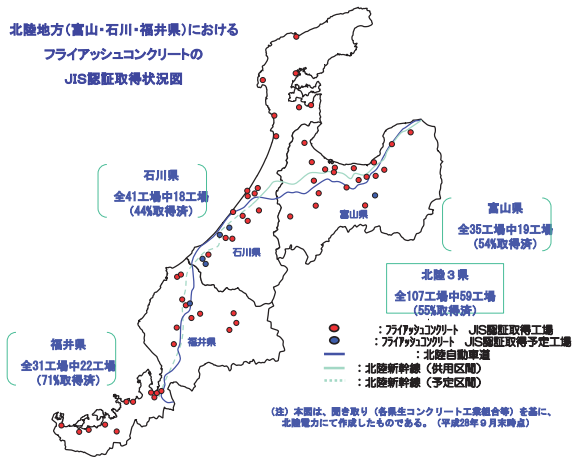 北陸地方（富山・石川・福井県）における
フライアッシュコンクリートの
JIS認証取得状況図
石川県
全41工場中18工場
（44%取得済）
富山県
全35工場中19工場
（54%取得済）
富山県
石川県
北陸３県
全107工場中59工場
（55%取得済）
福井県
全31工場中22工場
（71%取得済）
福井県
：フライアッシュコンクリート　JIS認証取得工場
：フライアッシュコンクリート　JIS認証取得予定工場
：北陸自動車道
：北陸新幹線（供用区間）
：北陸新幹線（予定区間）
（注）本図は、聞き取り（各県生コンクリート工業組合等）を基に、
北陸電力にて作成したものである。（平成28年９月末時点）